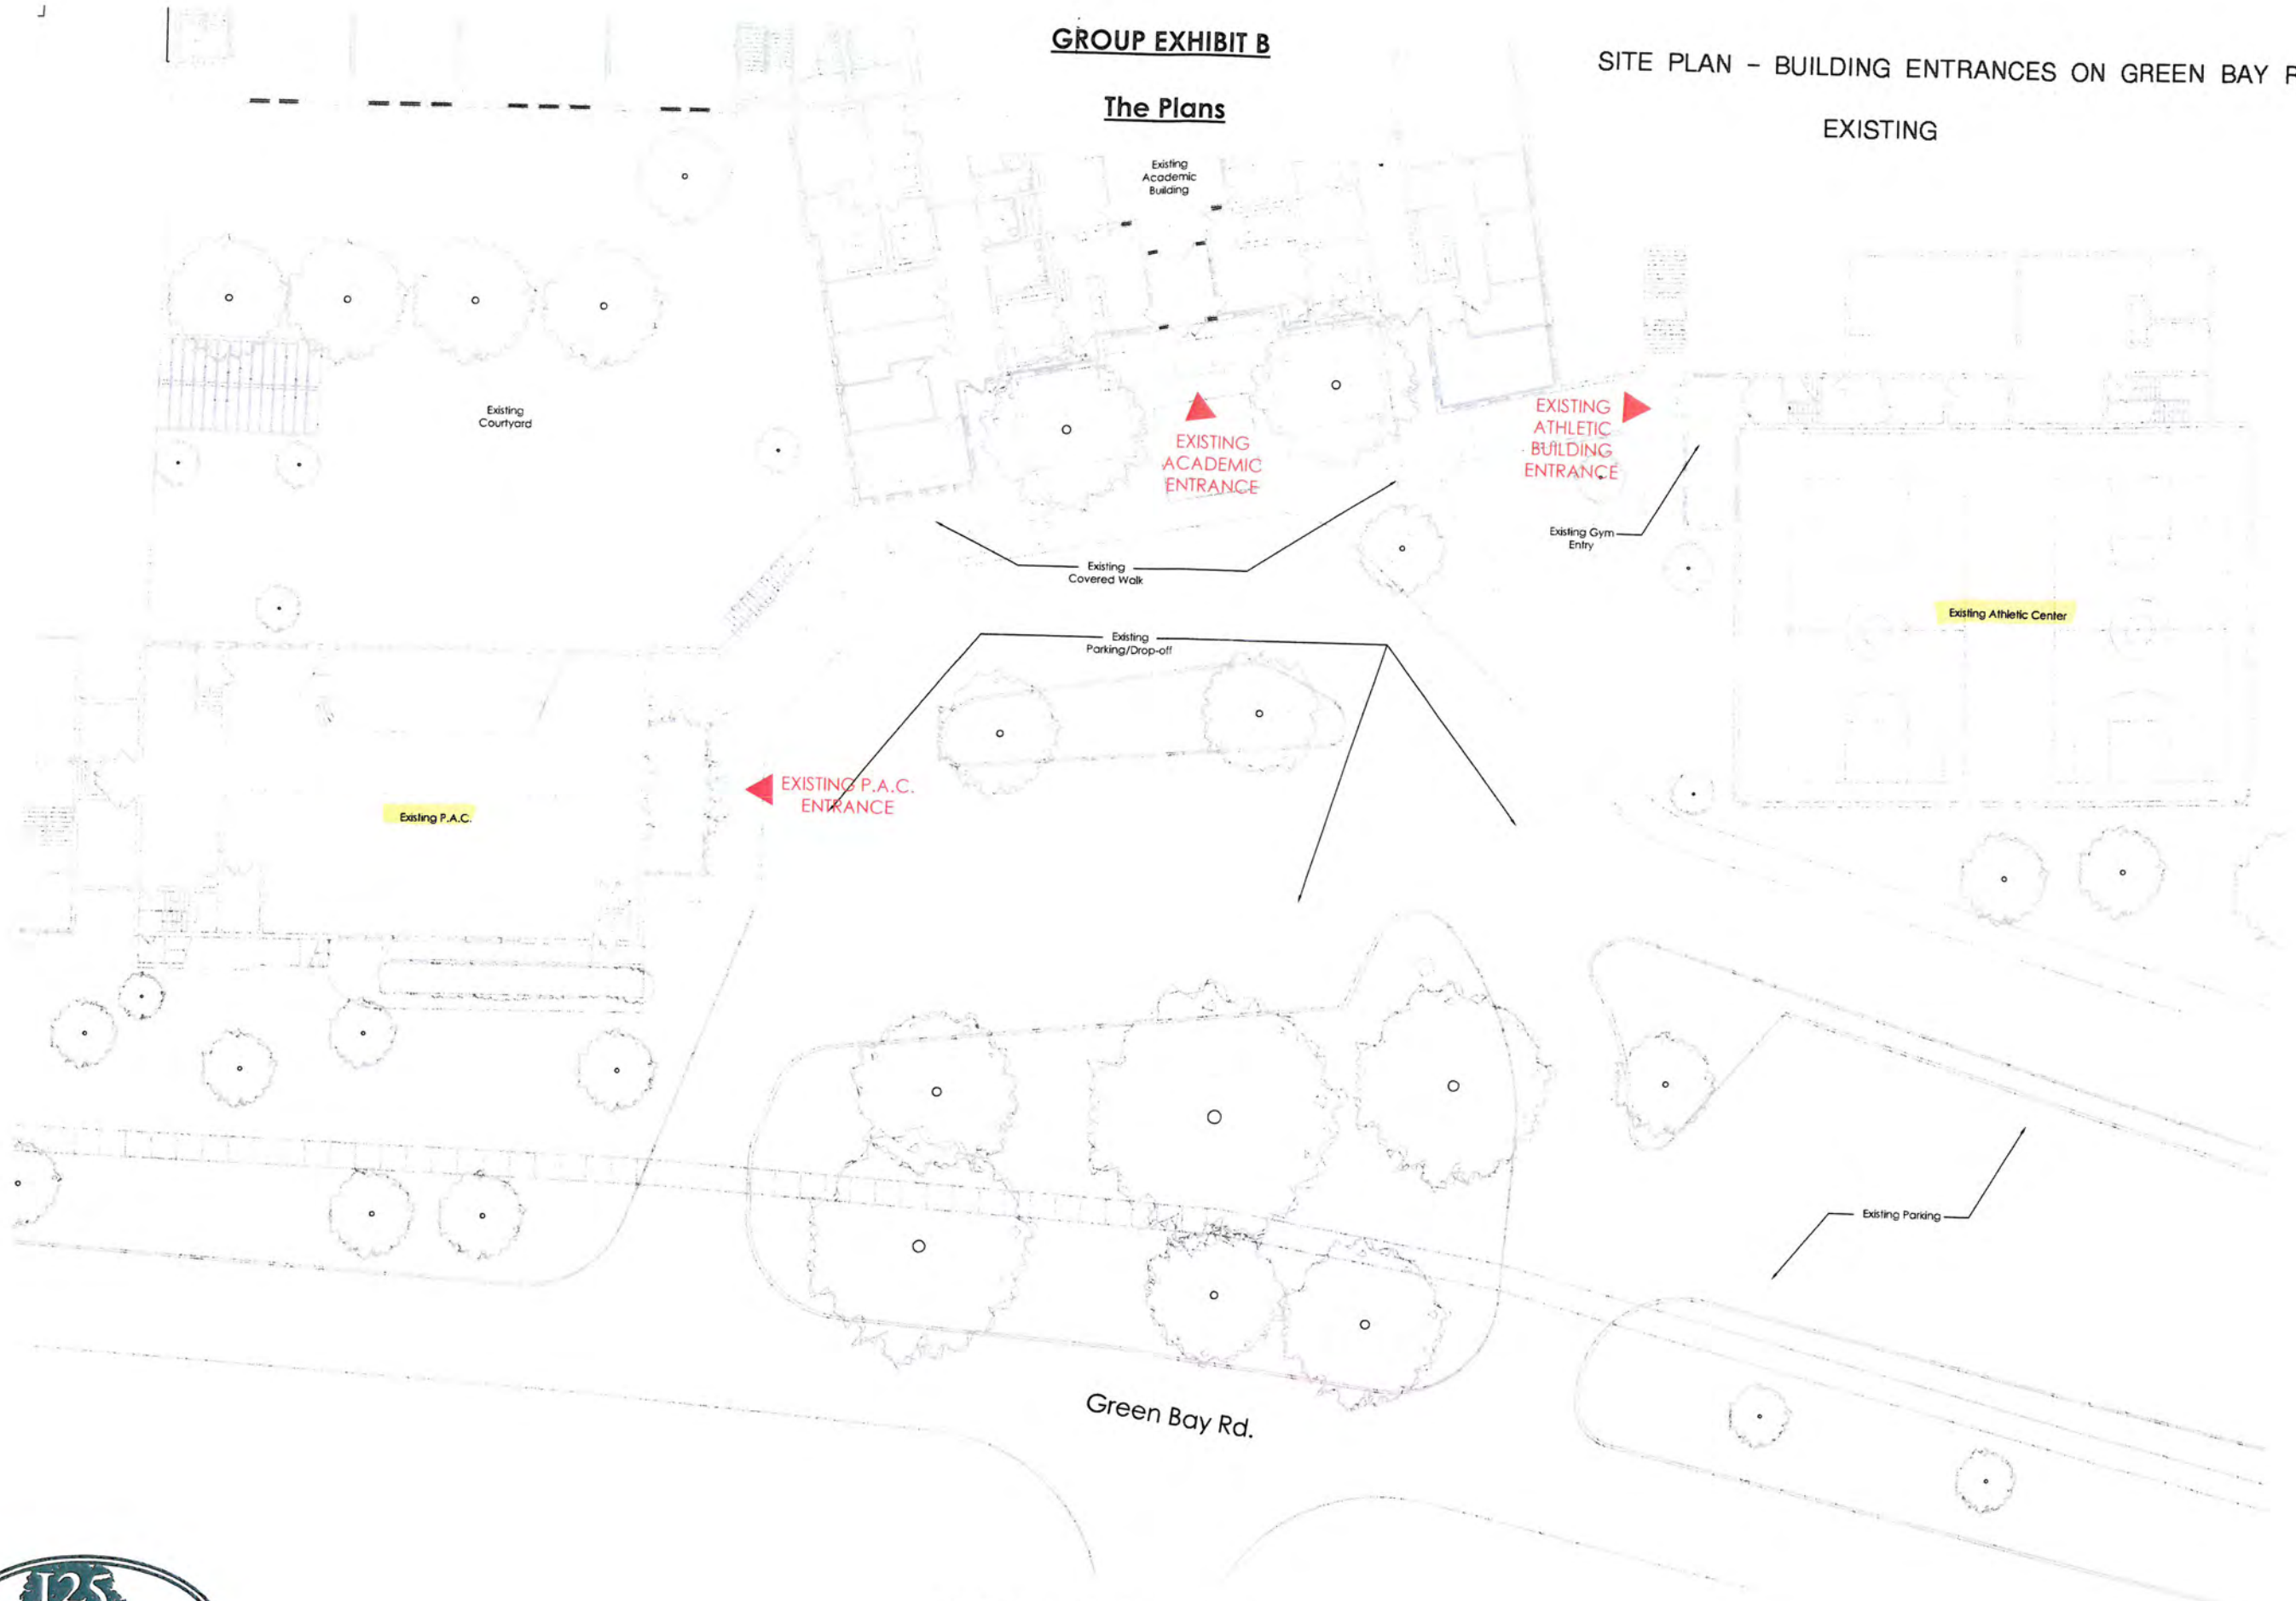 GROUP EXHIBIT B
The Plans
SITE PLAN - BUILDING ENTRANCES ON GREEN BAY R
EXISTING
Existing
Academic
Building
Existing
Courtyard
EXISTING
ACADEMIC
ENTRANCE
EXISTING
ATHLETIC
BUILDING
ENTRANCE
Existing Gym
Entry
Existing
Covered Walk
Existing Athletic Center
Existing
Parking/Drop-off
EXISTING P.A.C.
ENTRANCE
Existing P.A.C.
Existing Parking
Green Bay Rd.
125